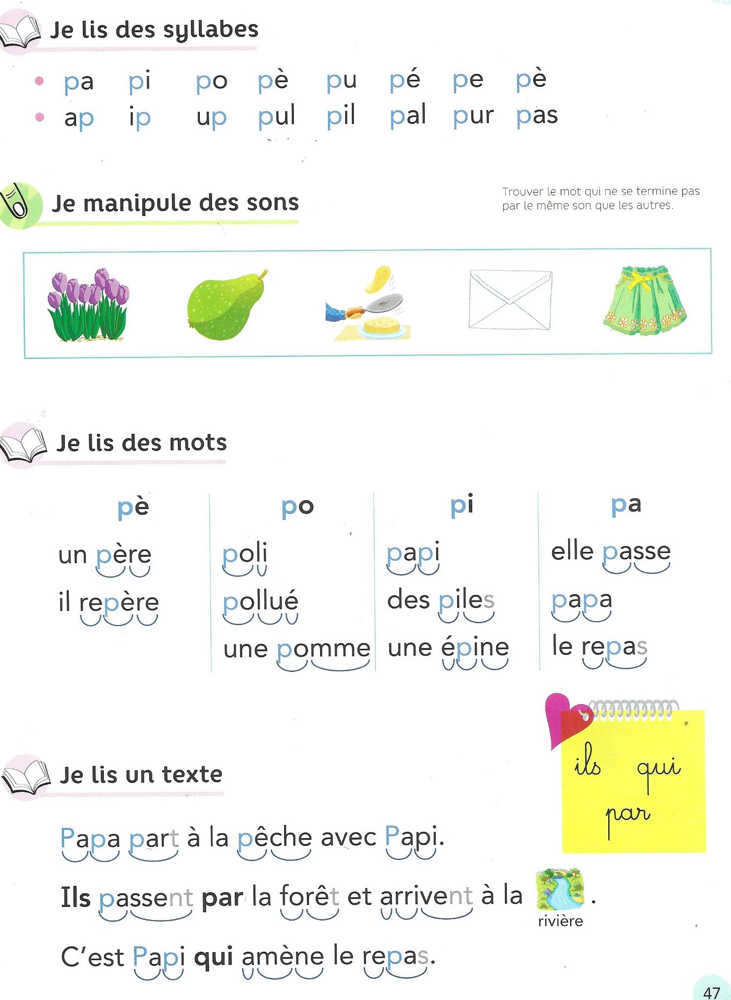 Je lis des syllabes
pa pi po pè pu pé pe pè
ap ip up pul pil pal pur pas
Je manipule des sons
Trouver le mot qui ne se termine pas
par le même son que les autres.
Je lis des mots
pè po pi pa
un père poli papi elle passe
il repère pollué des piles papa
une pomme une épine le repas
ils qui
par
Je lis un texte
Papa part à la pêche avec Papi.
Ils passent par la forêt et arrivent à la .
rivière
C'est Papi qui amène le repas.
47